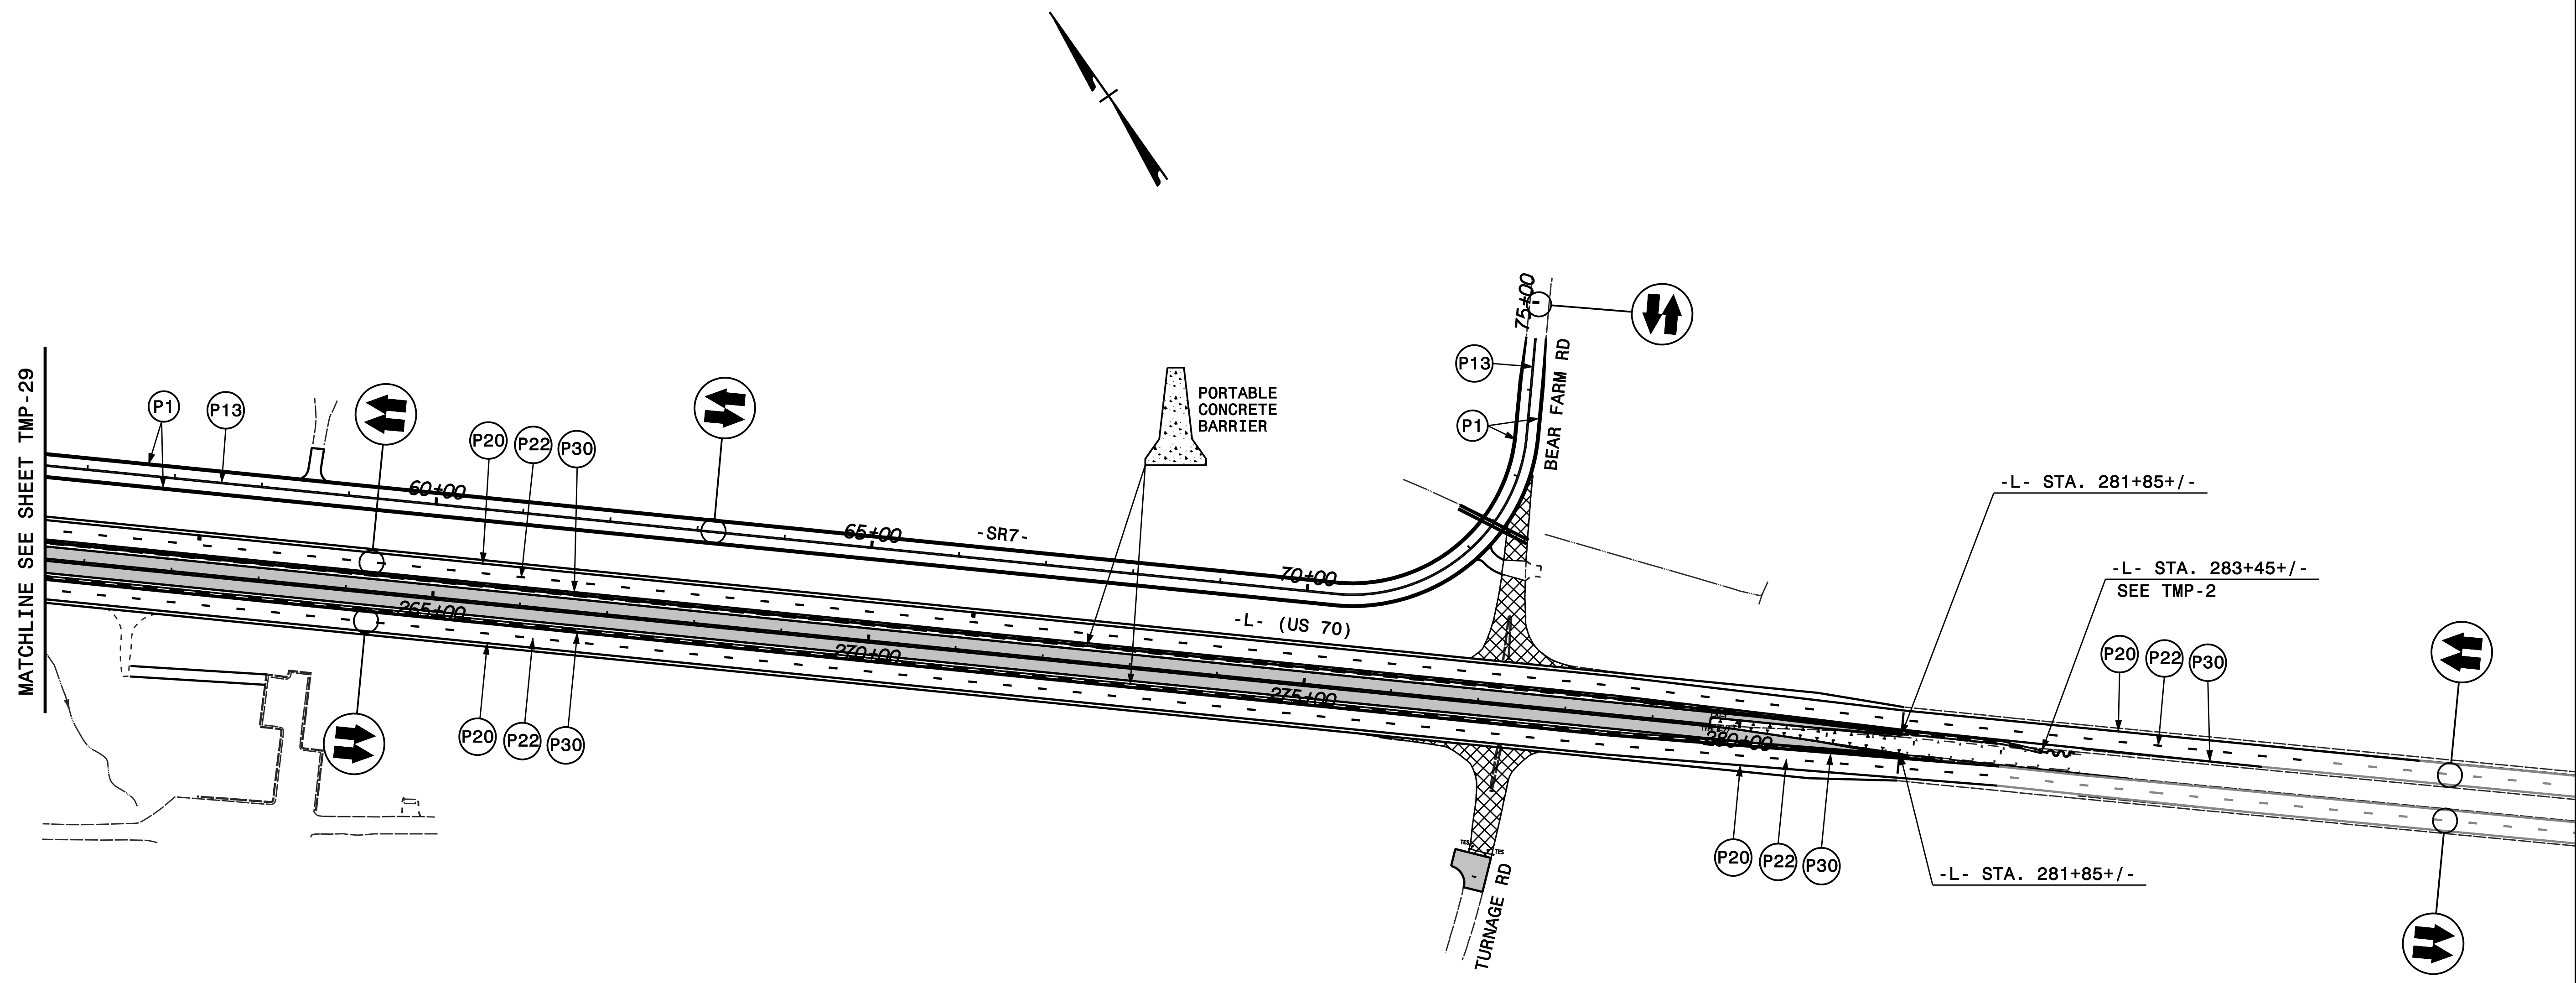 MATCHLINE SEE SHEET TMP-29
P1
P13
60+00
P20
P22
P30
65+00
-SR7-
70+00
PORTABLE
CONCRETE
BARRIER
75+00
P13
P1
BEAR FARM RD
-L- (US 70)
265+00
270+00
275+00
280+00
P20
P22
P30
-L- STA. 281+85+/-
-L- STA. 283+45+/-
SEE TMP-2
P20
P22
P30
P20
P22
P30
-L- STA. 281+85+/-
TES
TES
TURNAGE RD